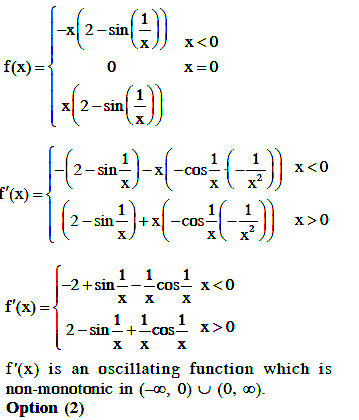 f(x) = { −x(2−sin(1/x)) x<0
0 x=0
x(2−sin(1/x))
f′(x) = { −(2−sin 1/x)−x(−cos 1/x·(−1/x²)) x<0
(2−sin 1/x)+x(−cos 1/x(−1/x²)) x>0
f′(x) = { −2+sin 1/x − 1/x cos 1/x x<0
2−sin 1/x + 1/x cos 1/x x>0
f′(x) is an oscillating function which is
non-monotonic in (−∞, 0) ∪ (0, ∞).
Option (2)